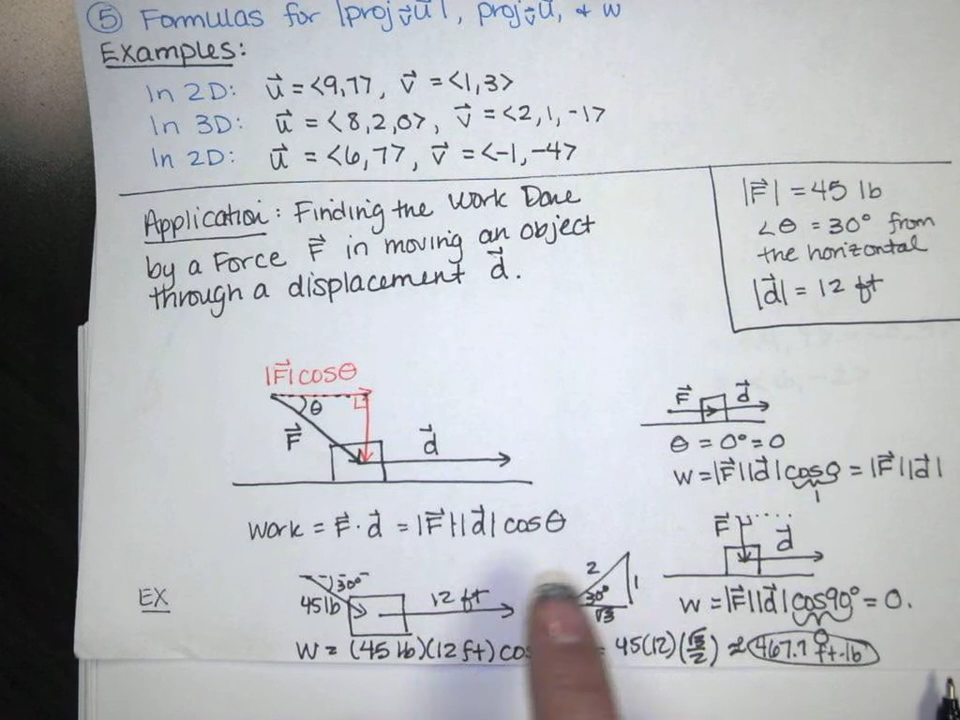 ⑤ Formulas for |proj_v⃗ u⃗|, proj_v⃗ u⃗, + w
Examples:
In 2D: u⃗ = <9,7>, v⃗ = <1,3>
In 3D: u⃗ = <8,2,0>, v⃗ = <2,1,-1>
In 2D: u⃗ = <6,7>, v⃗ = <-1,-4>
Application: Finding the Work Done
by a Force F⃗ in moving an object
through a displacement d⃗.
|F⃗| = 45 lb
∠θ = 30° from
the horizontal
|d⃗| = 12 ft
|F⃗|cosθ
θ
F⃗
d⃗
work = F⃗ · d⃗ = |F⃗||d⃗|cosθ
F⃗ d⃗
θ = 0° = 0
W = |F⃗||d⃗|cos0 = |F⃗||d⃗|
1
F⃗
d⃗
W = |F⃗||d⃗|cos90° = 0.
0
EX
30°
45lb
12 ft
2
30°
1
√3
W = (45 lb)(12 ft) cos = 45(12)(√3/2) ≈ 467.7 ft-lb